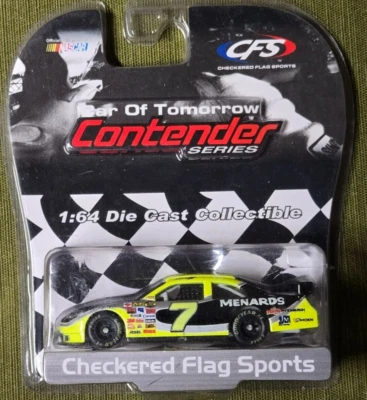 NASCAR
CFS
CHECKERED FLAG SPORTS
Car Of Tomorrow
Contender
SERIES
1:64 Die Cast Collectible
7
MENARDS
Checkered Flag Sports